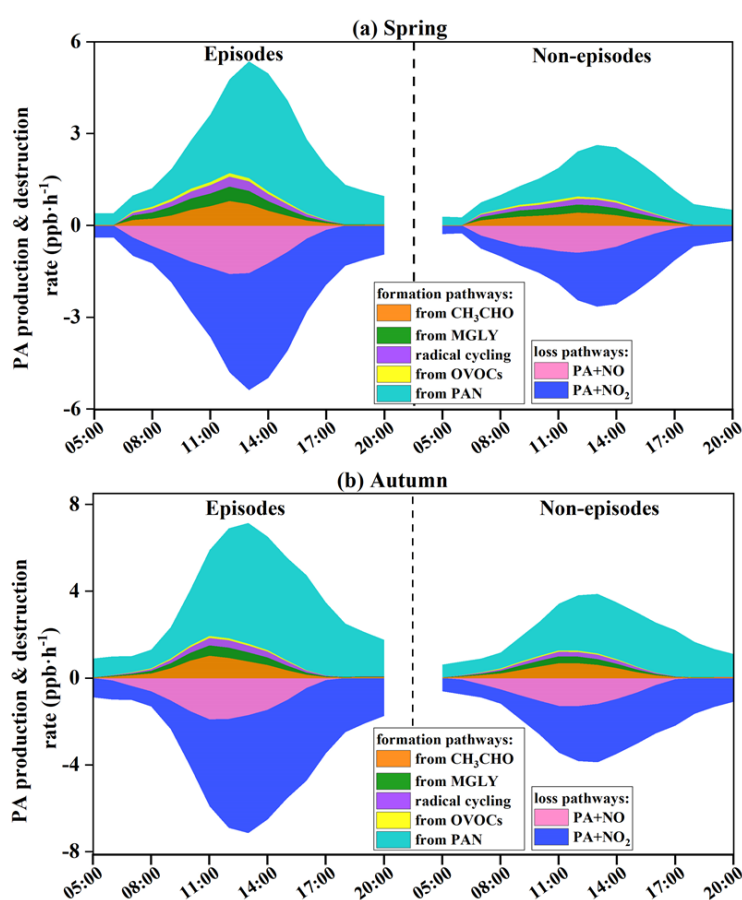 (a) Spring
Episodes
Non-episodes
PA production & destruction
rate (ppb·h⁻¹)
6
3
0
-3
-6
formation pathways:
from CH₃CHO
from MGLY
radical cycling
from OVOCs
from PAN
loss pathways:
PA+NO
PA+NO₂
05:00 08:00 11:00 14:00 17:00 20:00 05:00 08:00 11:00 14:00 17:00 20:00
(b) Autumn
Episodes
Non-episodes
PA production & destruction
rate (ppb·h⁻¹)
8
4
0
-4
-8
formation pathways:
from CH₃CHO
from MGLY
radical cycling
from OVOCs
from PAN
loss pathways:
PA+NO
PA+NO₂
05:00 08:00 11:00 14:00 17:00 20:00 05:00 08:00 11:00 14:00 17:00 20:00